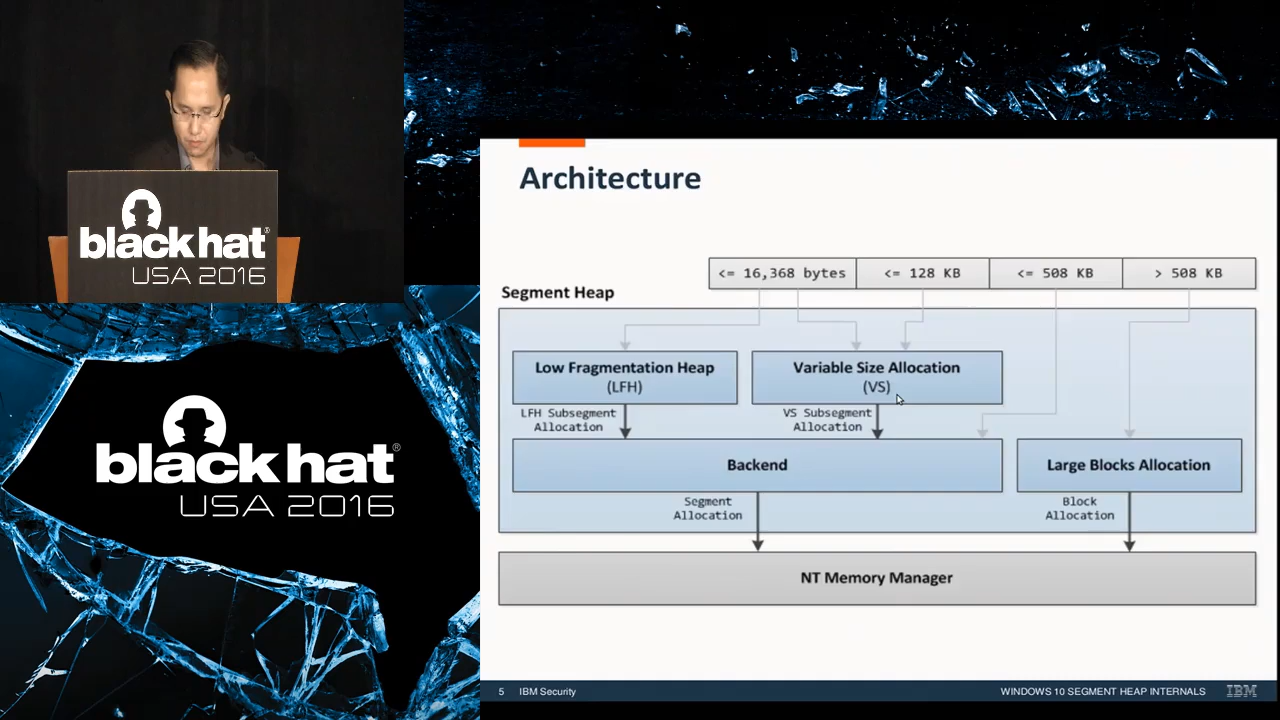 black hat®
USA 2016
black hat®
USA 2016
Architecture
<= 16,368 bytes
<= 128 KB
<= 508 KB
> 508 KB
Segment Heap
Low Fragmentation Heap
(LFH)
Variable Size Allocation
(VS)
LFH Subsegment
Allocation
VS Subsegment
Allocation
Backend
Large Blocks Allocation
Segment
Allocation
Block
Allocation
NT Memory Manager
5 IBM Security
WINDOWS 10 SEGMENT HEAP INTERNALS
IBM